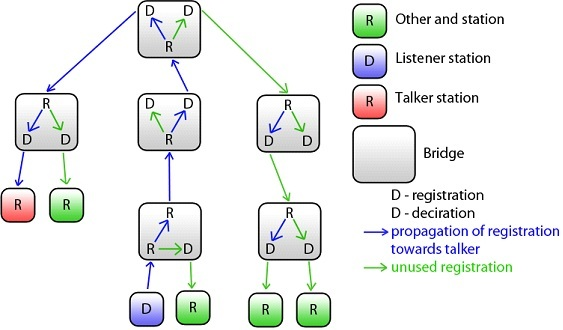 D D
R
R
D D
D D
R
R
D D
R
R
R
R D
R
D D
D
R
R
R
R Other and station
D Listener station
R Talker station
Bridge
D - registration
D - deciration
propagation of registration
towards talker
unused registration